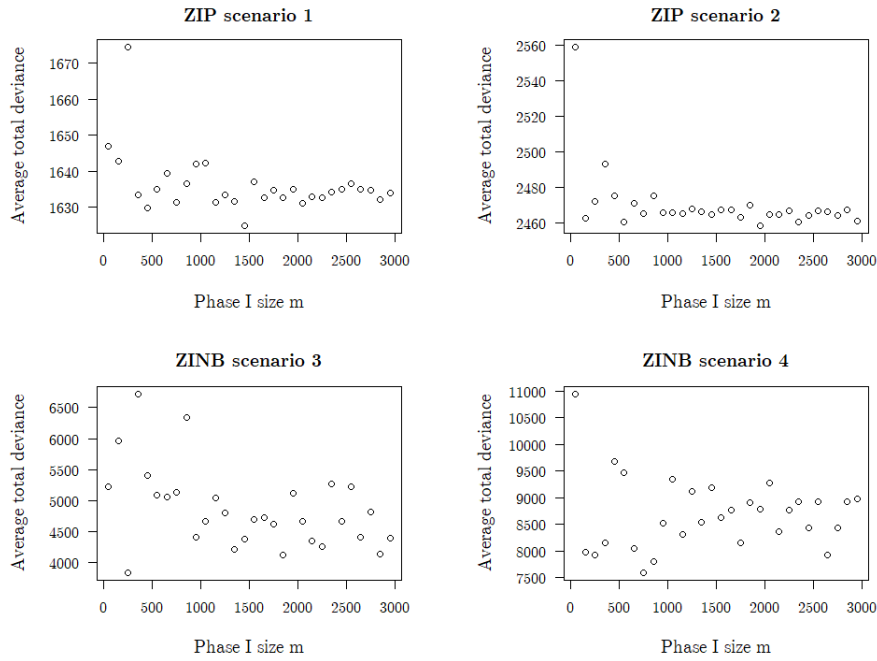 ZIP scenario 1
Average total deviance
1670
1660
1650
1640
1630
0 500 1000 1500 2000 2500 3000
Phase I size m
ZIP scenario 2
Average total deviance
2560
2540
2520
2500
2480
2460
0 500 1000 1500 2000 2500 3000
Phase I size m
ZINB scenario 3
Average total deviance
6500
6000
5500
5000
4500
4000
0 500 1000 1500 2000 2500 3000
Phase I size m
ZINB scenario 4
Average total deviance
11000
10500
10000
9500
9000
8500
8000
7500
0 500 1000 1500 2000 2500 3000
Phase I size m